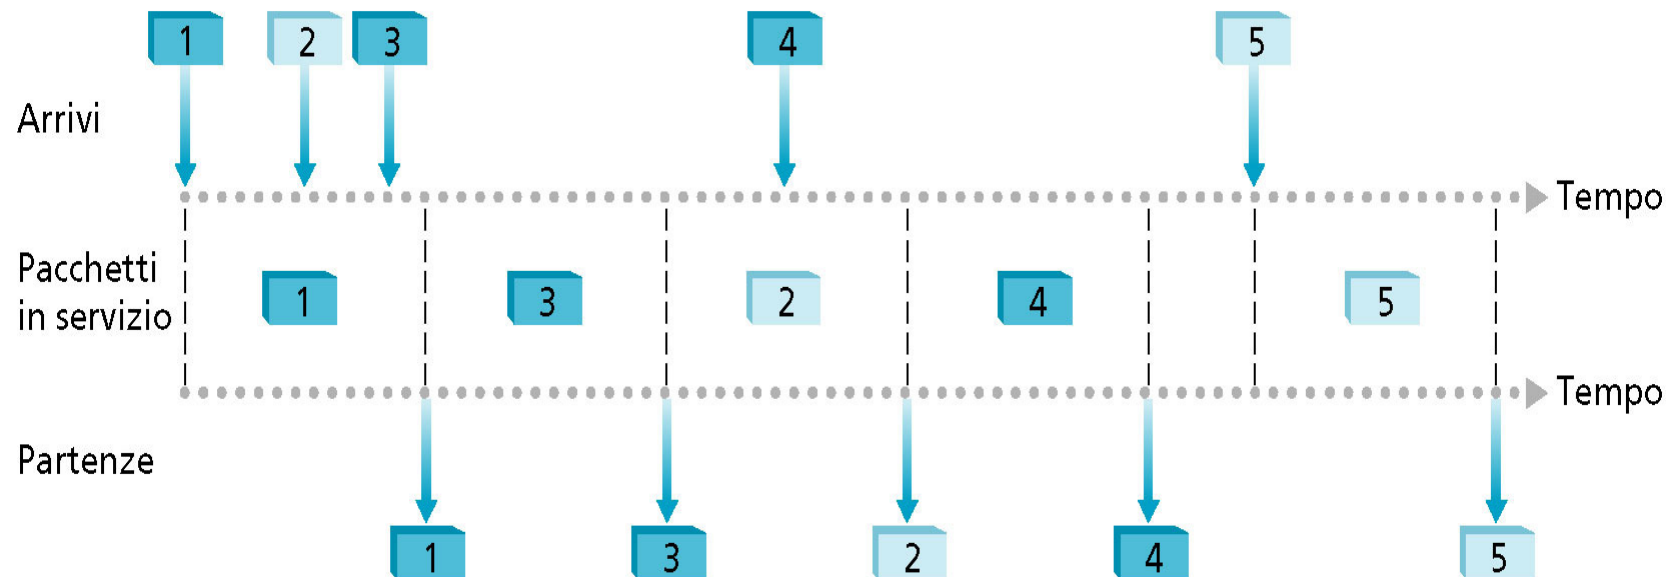 1 2 3 4 5
Arrivi
Tempo
Pacchetti
in servizio
1 3 2 4 5
Tempo
Partenze
1 3 2 4 5